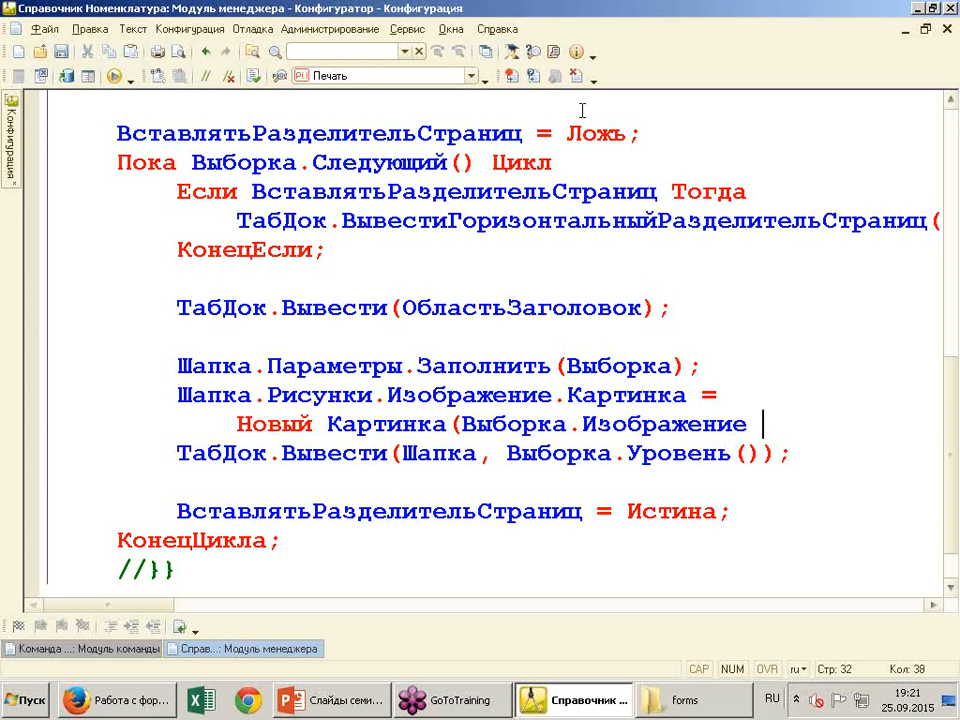 Справочник Номенклатура: Модуль менеджера - Конфигуратор - Конфигурация
Файл Правка Текст Конфигурация Отладка Администрирование Сервис Окна Справка
Печать
Конфигурация
ВставлятьРазделительСтраниц = Ложь;
Пока Выборка.Следующий() Цикл
Если ВставлятьРазделительСтраниц Тогда
ТабДок.ВывестиГоризонтальныйРазделительСтраниц(
КонецЕсли;
ТабДок.Вывести(ОбластьЗаголовок);
Шапка.Параметры.Заполнить(Выборка);
Шапка.Рисунки.Изображение.Картинка =
Новый Картинка(Выборка.Изображение
ТабДок.Вывести(Шапка, Выборка.Уровень());
ВставлятьРазделительСтраниц = Истина;
КонецЦикла;
//}}
Команда ...: Модуль команды Справ...: Модуль менеджера
CAP NUM OVR ru Стр: 32 Кол: 38
Пуск Работа с фор... Слайды семи... GoToTraining Справочник ... forms RU 19:21
25.09.2015